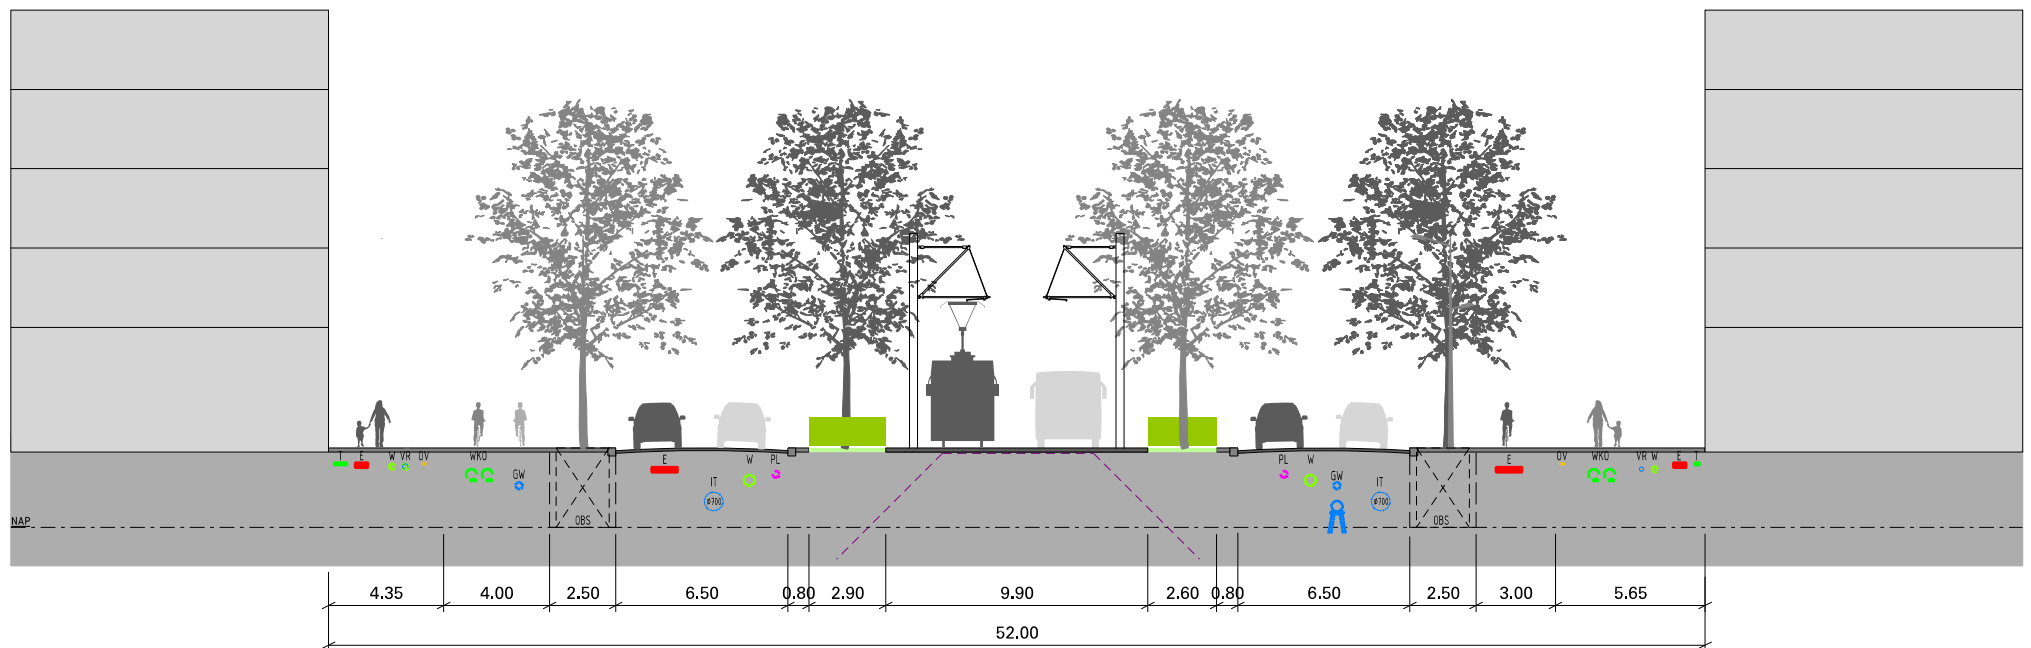 T E W VR OV WKO E W PL PL W E OV WKO VR W E T
GW IT GW IT
Φ700 Φ700
X X
NAP OBS OBS
4.35 4.00 2.50 6.50 0.80 2.90 9.90 2.60 0.80 6.50 2.50 3.00 5.65
52.00